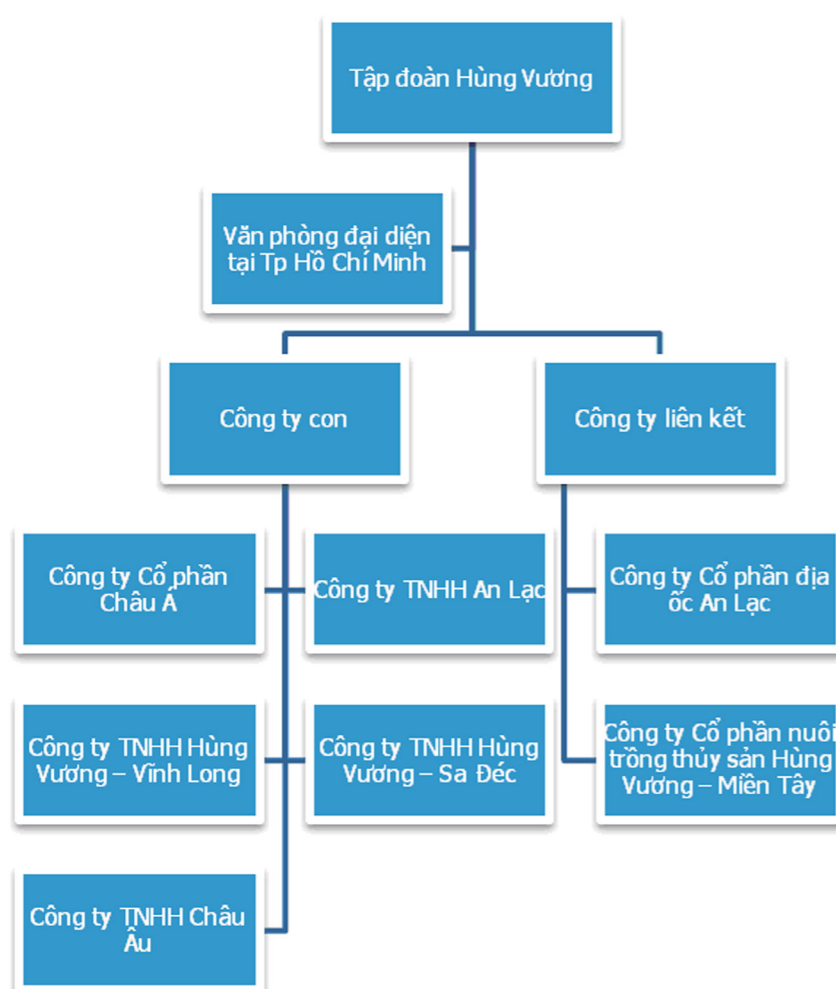 Tập đoàn Hùng Vương
Văn phòng đại diện
tại Tp Hồ Chí Minh
Công ty con
Công ty liên kết
Công ty Cổ phần
Châu Á
Công ty TNHH An Lạc
Công ty Cổ phần địa
ốc An Lạc
Công ty TNHH Hùng
Vương – Vĩnh Long
Công ty TNHH Hùng
Vương – Sa Đéc
Công ty Cổ phần nuôi
trồng thủy sản Hùng
Vương – Miền Tây
Công ty TNHH Châu
Âu